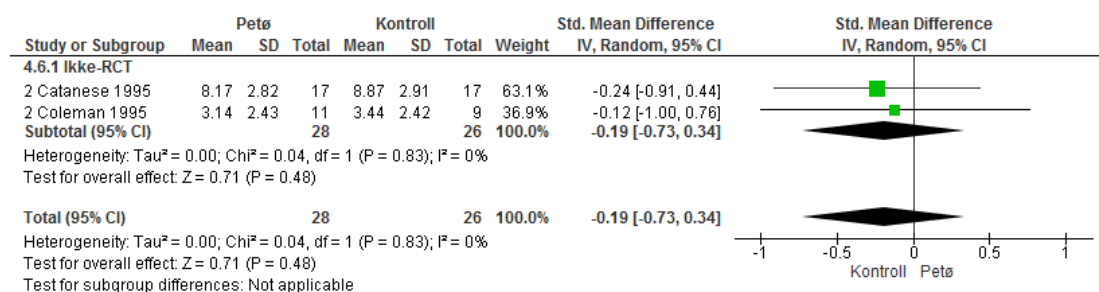 Petø Kontroll Std. Mean Difference Std. Mean Difference
Study or Subgroup Mean SD Total Mean SD Total Weight IV, Random, 95% CI IV, Random, 95% CI
4.6.1 Ikke-RCT
2 Catanese 1995 8.17 2.82 17 8.87 2.91 17 63.1% -0.24 [-0.91, 0.44]
2 Coleman 1995 3.14 2.43 11 3.44 2.42 9 36.9% -0.12 [-1.00, 0.76]
Subtotal (95% CI) 28 26 100.0% -0.19 [-0.73, 0.34]
Heterogeneity: Tau² = 0.00; Chi² = 0.04, df = 1 (P = 0.83); I² = 0%
Test for overall effect: Z = 0.71 (P = 0.48)
Total (95% CI) 28 26 100.0% -0.19 [-0.73, 0.34]
Heterogeneity: Tau² = 0.00; Chi² = 0.04, df = 1 (P = 0.83); I² = 0%
Test for overall effect: Z = 0.71 (P = 0.48)
Test for subgroup differences: Not applicable
-1 -0.5 0 0.5 1
Kontroll Petø